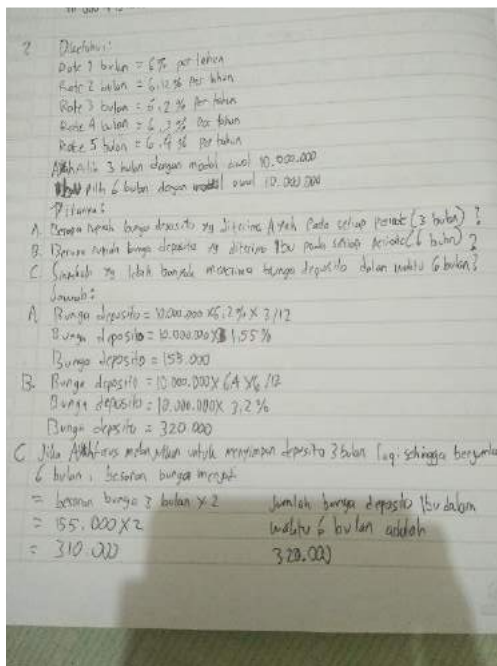 2 Diketahui:
Rate 1 bulan = 6% per tahun
Rate 2 bulan = 6,12% per tahun
Rate 3 bulan = 6,2% Per tahun
Rate 4 bulan = 6,3% Per tahun
Rate 5 bulan = 6,4% Per tahun
Ayah pilih 3 bulan dengan modal awal 10.000.000
Ibu pilih 6 bulan dengan modal awal 10.000.000
Ditanya:
A. Berapa rupiah bunga deposito yg diterima Ayah Pada setiap Periode (3 bulan)?
B. Berapa rupiah bunga deposito yg diterima Ibu pada setiap periode (6 bulan)?
C. Siapakah yg lebih banyak menerima bunga deposito dalam waktu 6 bulan?
Jawab:
A Bunga deposito = 10.000.000 x 6,2% x 3/12
Bunga deposito = 10.000.000 x 1,55%
Bunga deposito = 155.000
B. Bunga deposito = 10.000.000 x 6,4 x 6/12
Bunga deposito = 10.000.000 x 3,2%
Bunga deposito = 320.000
C Jika Ayah terus melanjutkan untuk menyimpan deposito 3 bulan lagi sehingga
6 bulan, besaran bunga menjadi
= besaran bunga 3 bulan x 2
= 155.000 x 2
= 310.000
Jumlah bunga deposito Ibu dalam
waktu 6 bulan adalah
320.000